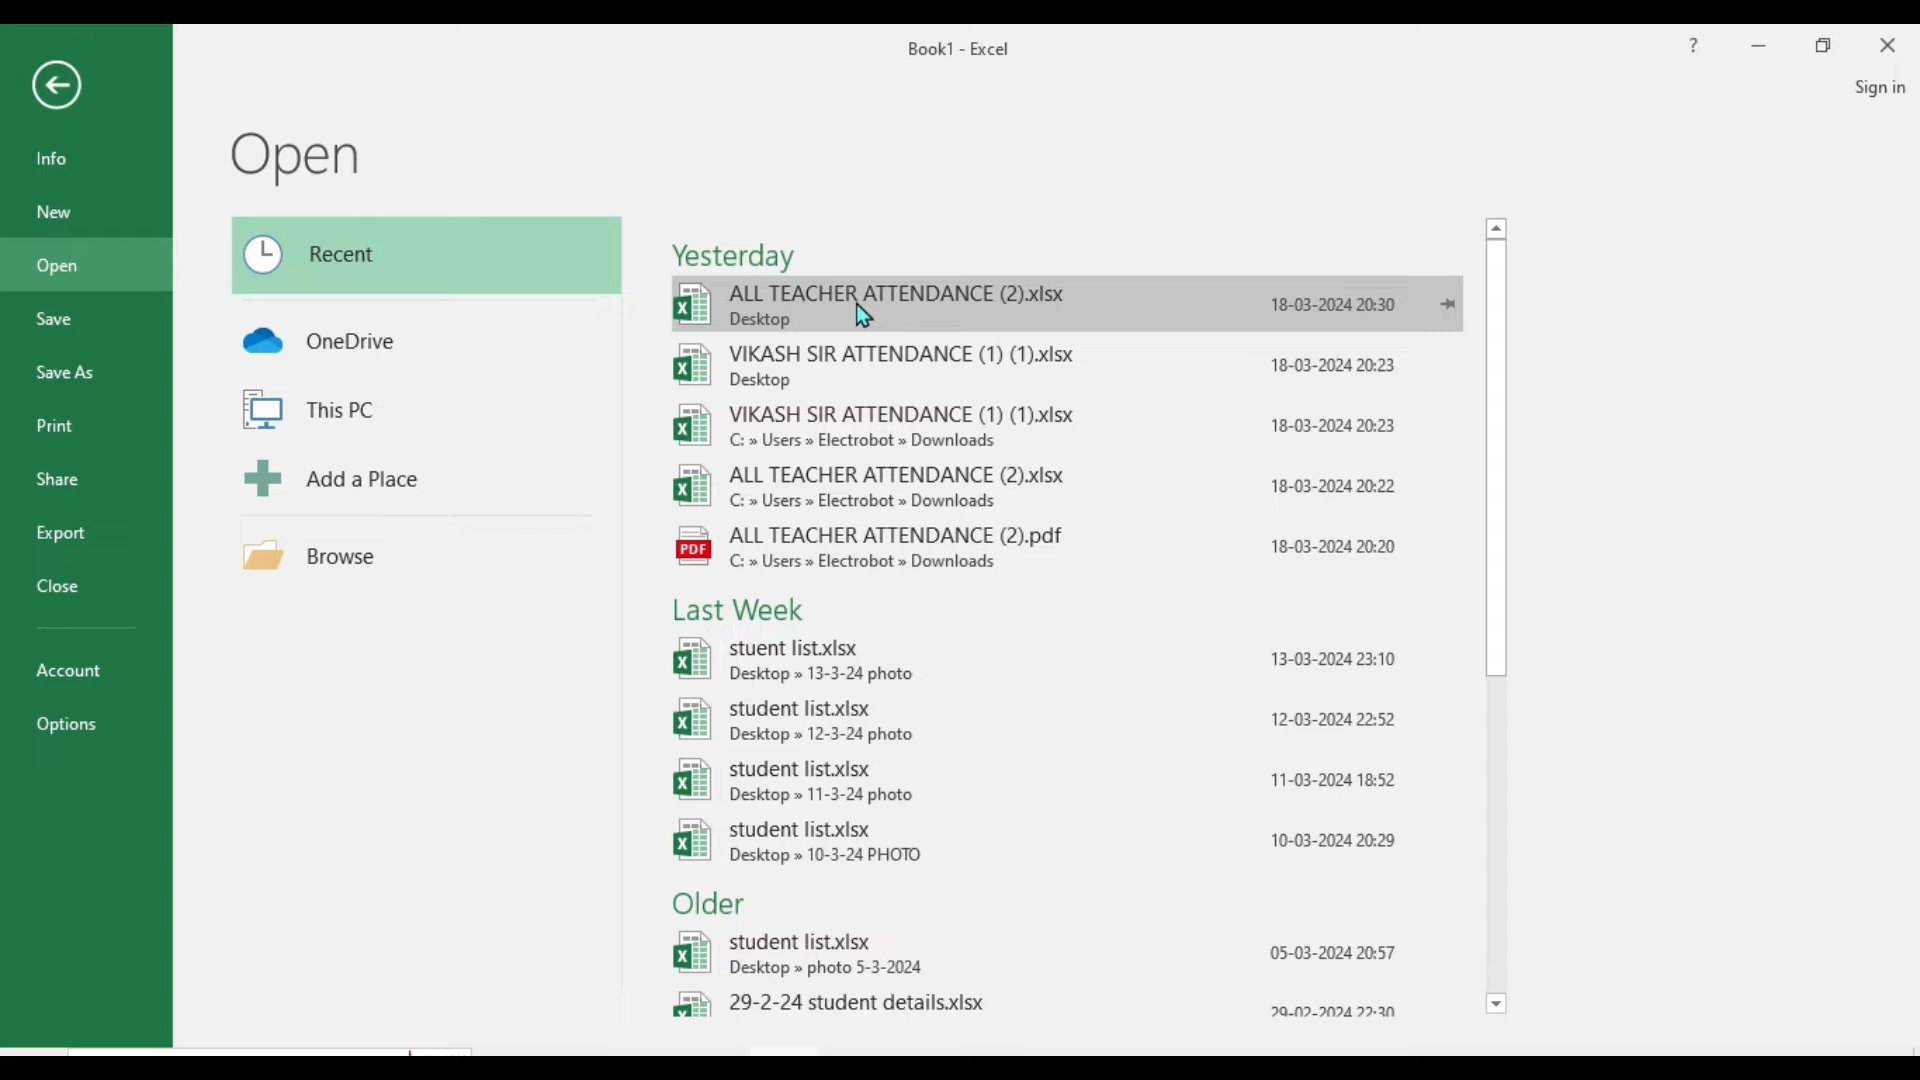 Book1 - Excel
?
Sign in
Info
New
Open
Save
Save As
Print
Share
Export
Close
Account
Options
Open
Recent
OneDrive
This PC
Add a Place
Browse
Yesterday
ALL TEACHER ATTENDANCE (2).xlsx 18-03-2024 20:30
Desktop
VIKASH SIR ATTENDANCE (1) (1).xlsx 18-03-2024 20:23
Desktop
VIKASH SIR ATTENDANCE (1) (1).xlsx 18-03-2024 20:23
C: » Users » Electrobot » Downloads
ALL TEACHER ATTENDANCE (2).xlsx 18-03-2024 20:22
C: » Users » Electrobot » Downloads
PDF ALL TEACHER ATTENDANCE (2).pdf 18-03-2024 20:20
C: » Users » Electrobot » Downloads
Last Week
stuent list.xlsx 13-03-2024 23:10
Desktop » 13-3-24 photo
student list.xlsx 12-03-2024 22:52
Desktop » 12-3-24 photo
student list.xlsx 11-03-2024 18:52
Desktop » 11-3-24 photo
student list.xlsx 10-03-2024 20:29
Desktop » 10-3-24 PHOTO
Older
student list.xlsx 05-03-2024 20:57
Desktop » photo 5-3-2024
29-2-24 student details.xlsx 29-02-2024 22:30